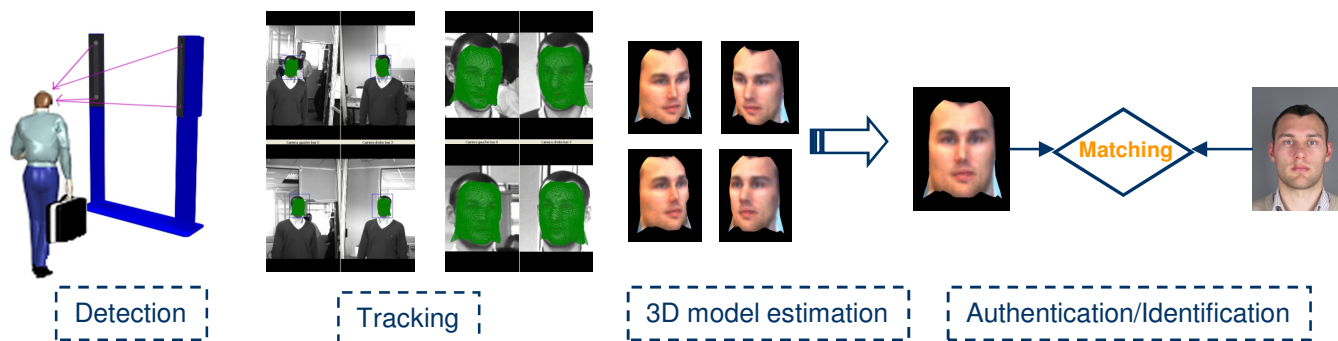 Matching
Detection
Tracking
3D model estimation
Authentication/Identification